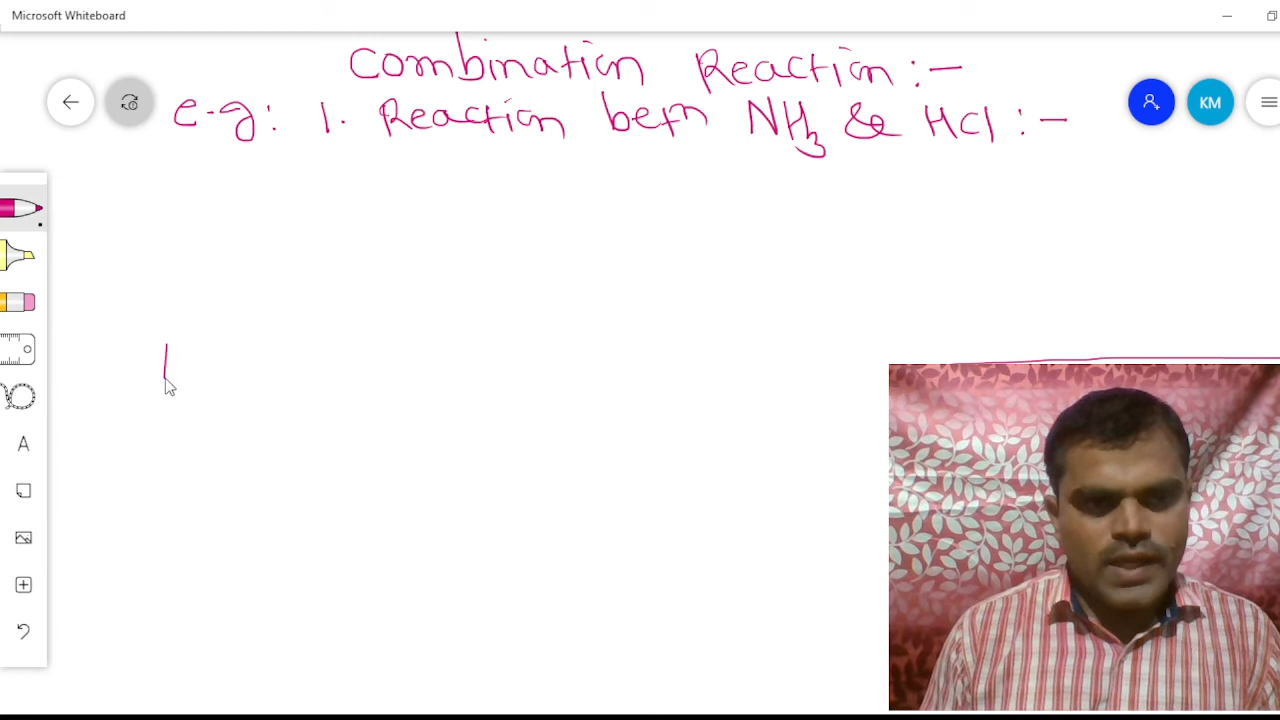 Microsoft Whiteboard
Combination Reaction :-
e.g: 1. Reaction betn NH3 & HCl :-
KM
A